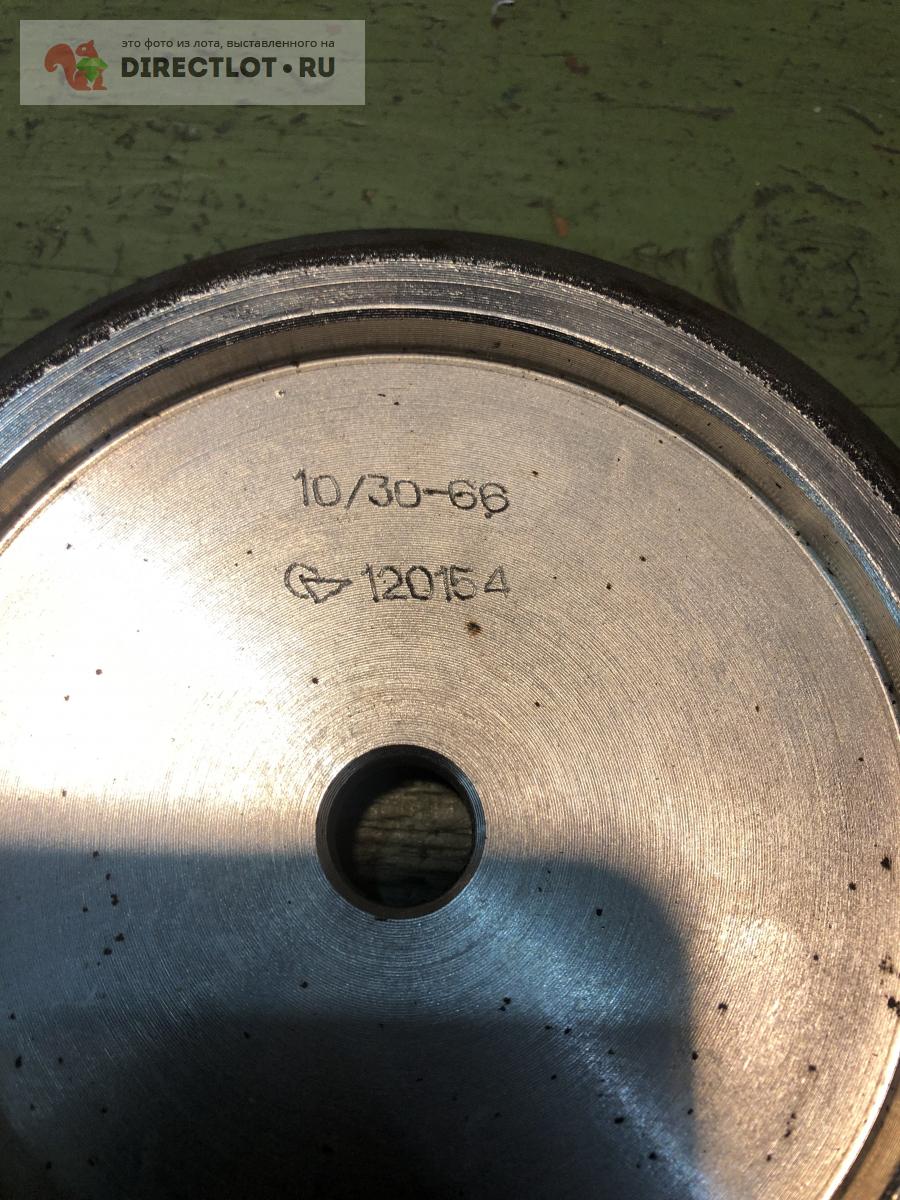 это фото из лота, выставленного на
DIRECTLOT•RU
10/30-66
120154